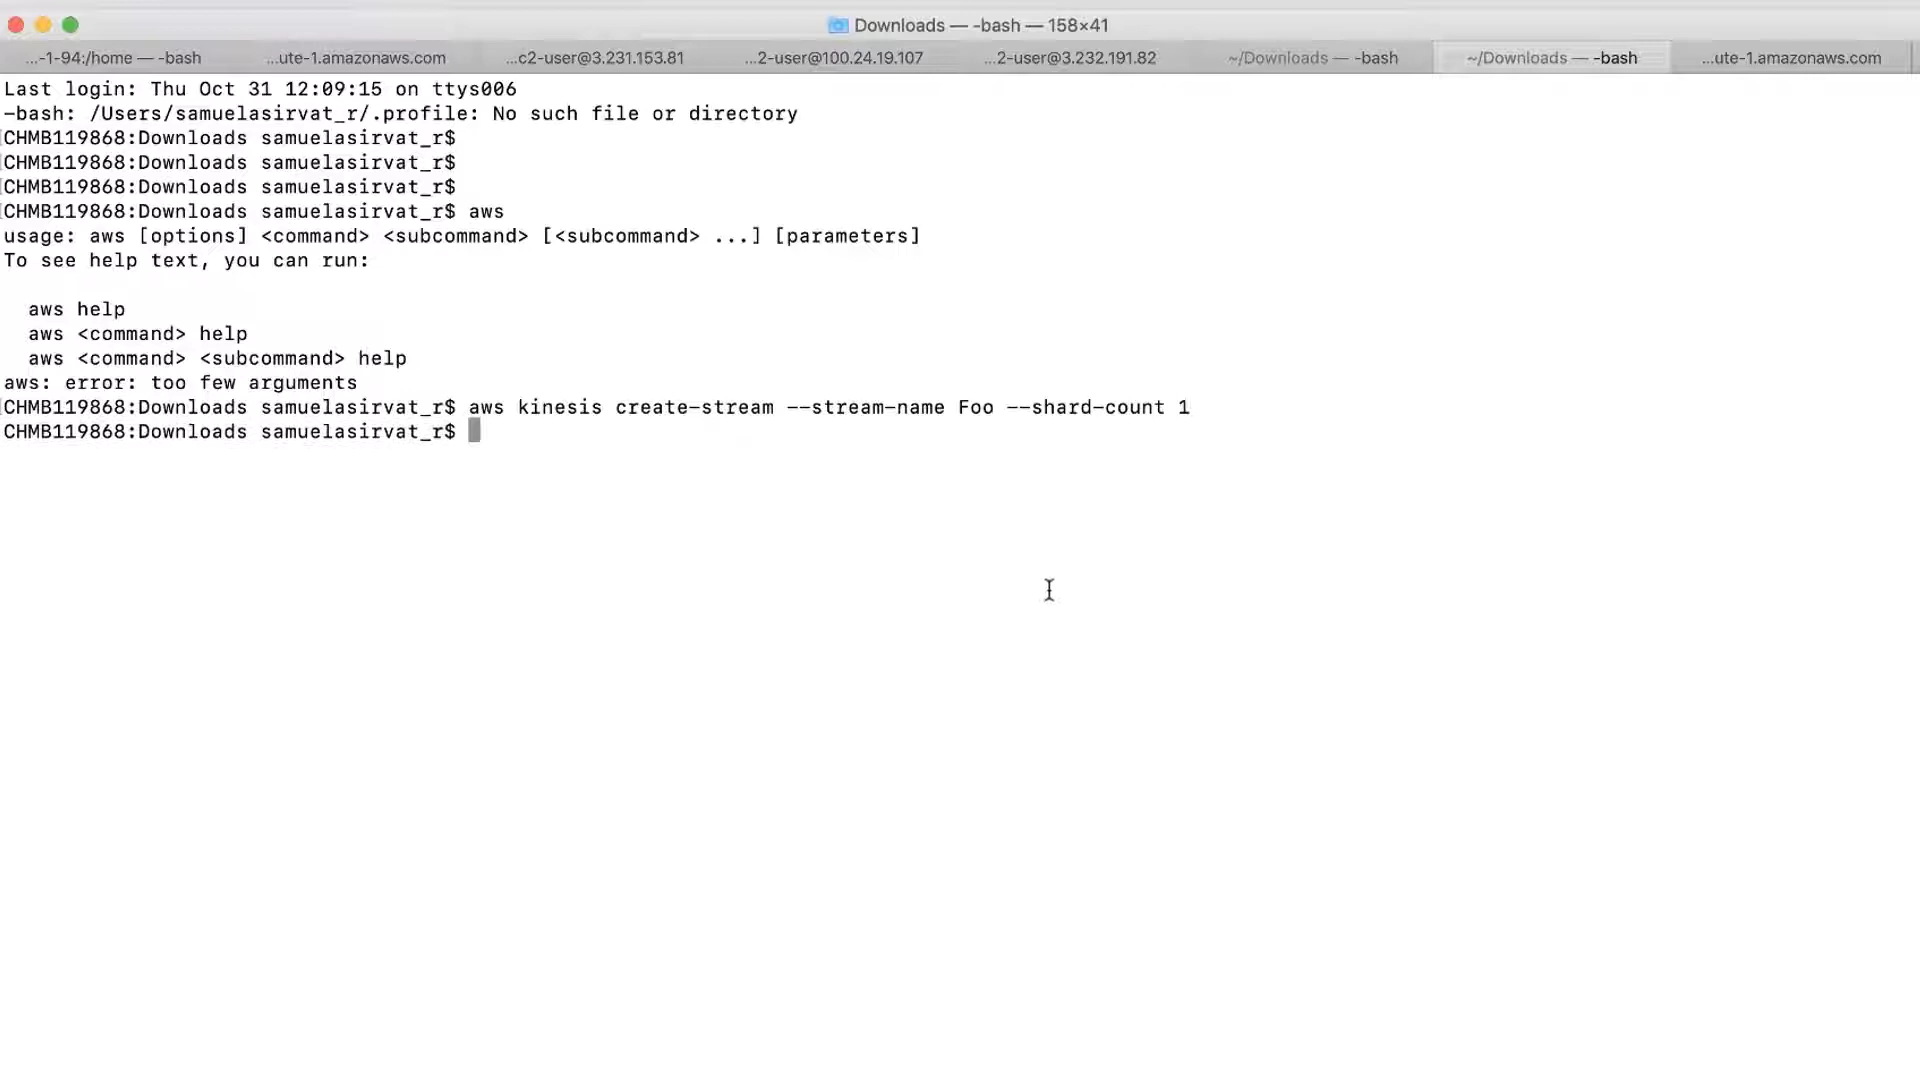 Downloads — -bash — 158×41
...-1-94:/home — -bash ...ute-1.amazonaws.com ...c2-user@3.231.153.81 ...2-user@100.24.19.107 ...2-user@3.232.191.82 ~/Downloads — -bash ~/Downloads — -bash ...ute-1.amazonaws.com
Last login: Thu Oct 31 12:09:15 on ttys006
-bash: /Users/samuelasirvat_r/.profile: No such file or directory
CHMB119868:Downloads samuelasirvat_r$
CHMB119868:Downloads samuelasirvat_r$
CHMB119868:Downloads samuelasirvat_r$
CHMB119868:Downloads samuelasirvat_r$ aws
usage: aws [options] <command> <subcommand> [<subcommand> ...] [parameters]
To see help text, you can run:
aws help
aws <command> help
aws <command> <subcommand> help
aws: error: too few arguments
CHMB119868:Downloads samuelasirvat_r$ aws kinesis create-stream --stream-name Foo --shard-count 1
CHMB119868:Downloads samuelasirvat_r$